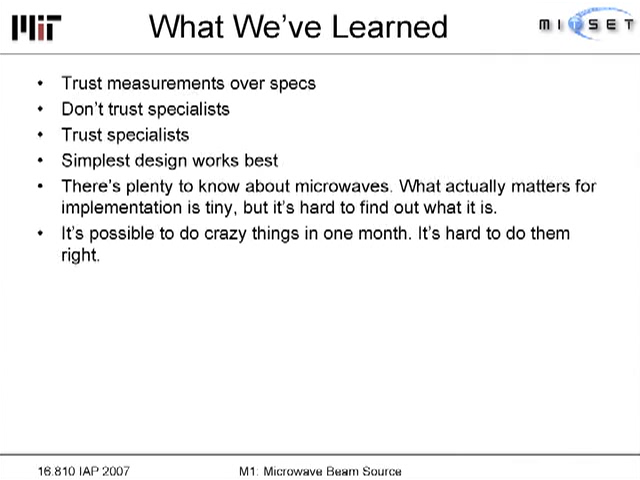 MIT
What We've Learned
MITSET
• Trust measurements over specs
• Don't trust specialists
• Trust specialists
• Simplest design works best
• There's plenty to know about microwaves. What actually matters for
implementation is tiny, but it's hard to find out what it is.
• It's possible to do crazy things in one month. It's hard to do them
right.
16.810 IAP 2007
M1: Microwave Beam Source